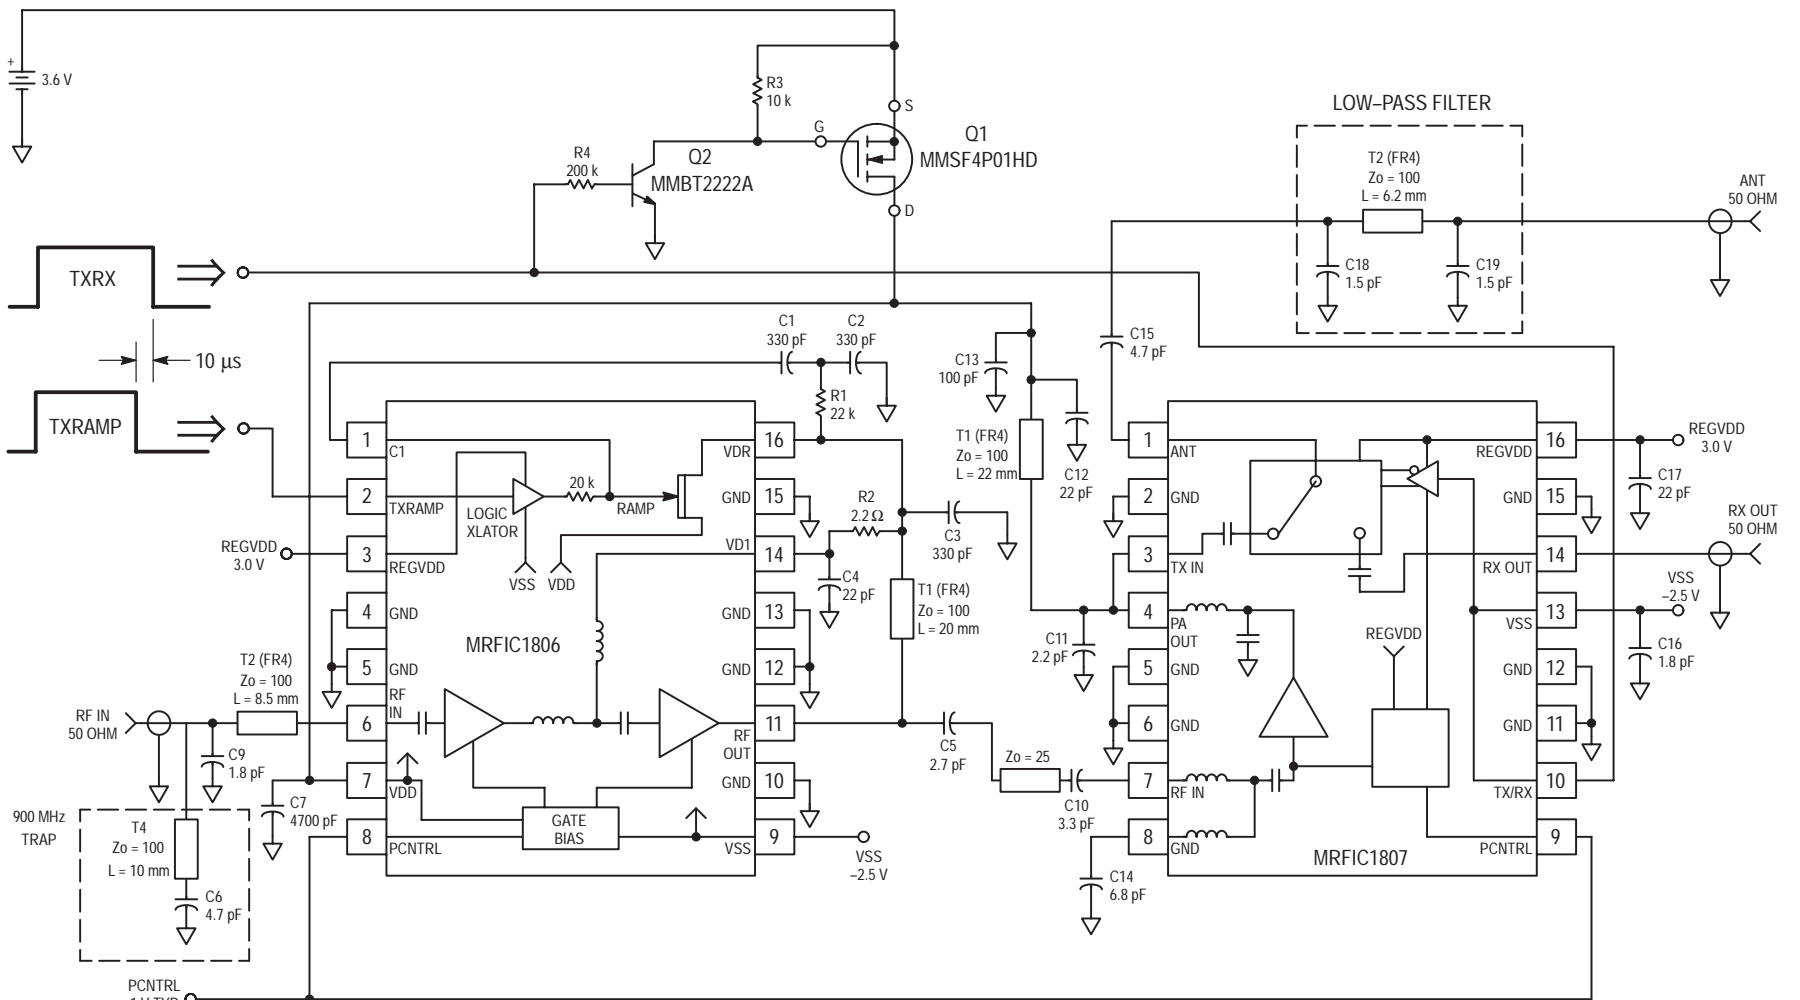 +
3.6 V
R3
10 k
S
G
Q1
MMSF4P01HD
D
R4
200 k
Q2
MMBT2222A
LOW–PASS FILTER
T2 (FR4)
Zo = 100
L = 6.2 mm
C18
1.5 pF
C19
1.5 pF
ANT
50 OHM
TXRX
10 µs
TXRAMP
C1
330 pF
C2
330 pF
R1
22 k
C13
100 pF
C15
4.7 pF
T1 (FR4)
Zo = 100
L = 22 mm
C12
22 pF
1
C1
2
TXRAMP
3
REGVDD
REGVDD
3.0 V
4
GND
5
GND
RF
IN
6
7
VDD
8
PCNTRL
LOGIC
XLATOR
20 k
RAMP
VSS
VDD
MRFIC1806
GATE
BIAS
16
VDR
15
GND
VD1
14
GND
13
GND
12
11
RF
OUT
GND
10
9
VSS
VSS
–2.5 V
R2
2.2 Ω
C3
330 pF
C4
22 pF
T1 (FR4)
Zo = 100
L = 20 mm
C5
2.7 pF
Zo = 25
C10
3.3 pF
C11
2.2 pF
C14
6.8 pF
T2 (FR4)
Zo = 100
L = 8.5 mm
RF IN
50 OHM
C9
1.8 pF
C7
4700 pF
900 MHz
TRAP
T4
Zo = 100
L = 10 mm
C6
4.7 pF
PCNTRL
1
ANT
2
GND
3
TX IN
4
PA
OUT
5
GND
6
GND
7
RF IN
8
GND
REGVDD
MRFIC1807
16
REGVDD
GND
15
14
RX OUT
13
VSS
GND
12
GND
11
10
TX/RX
PCNTRL
9
REGVDD
3.0 V
C17
22 pF
RX OUT
50 OHM
VSS
–2.5 V
C16
1.8 pF